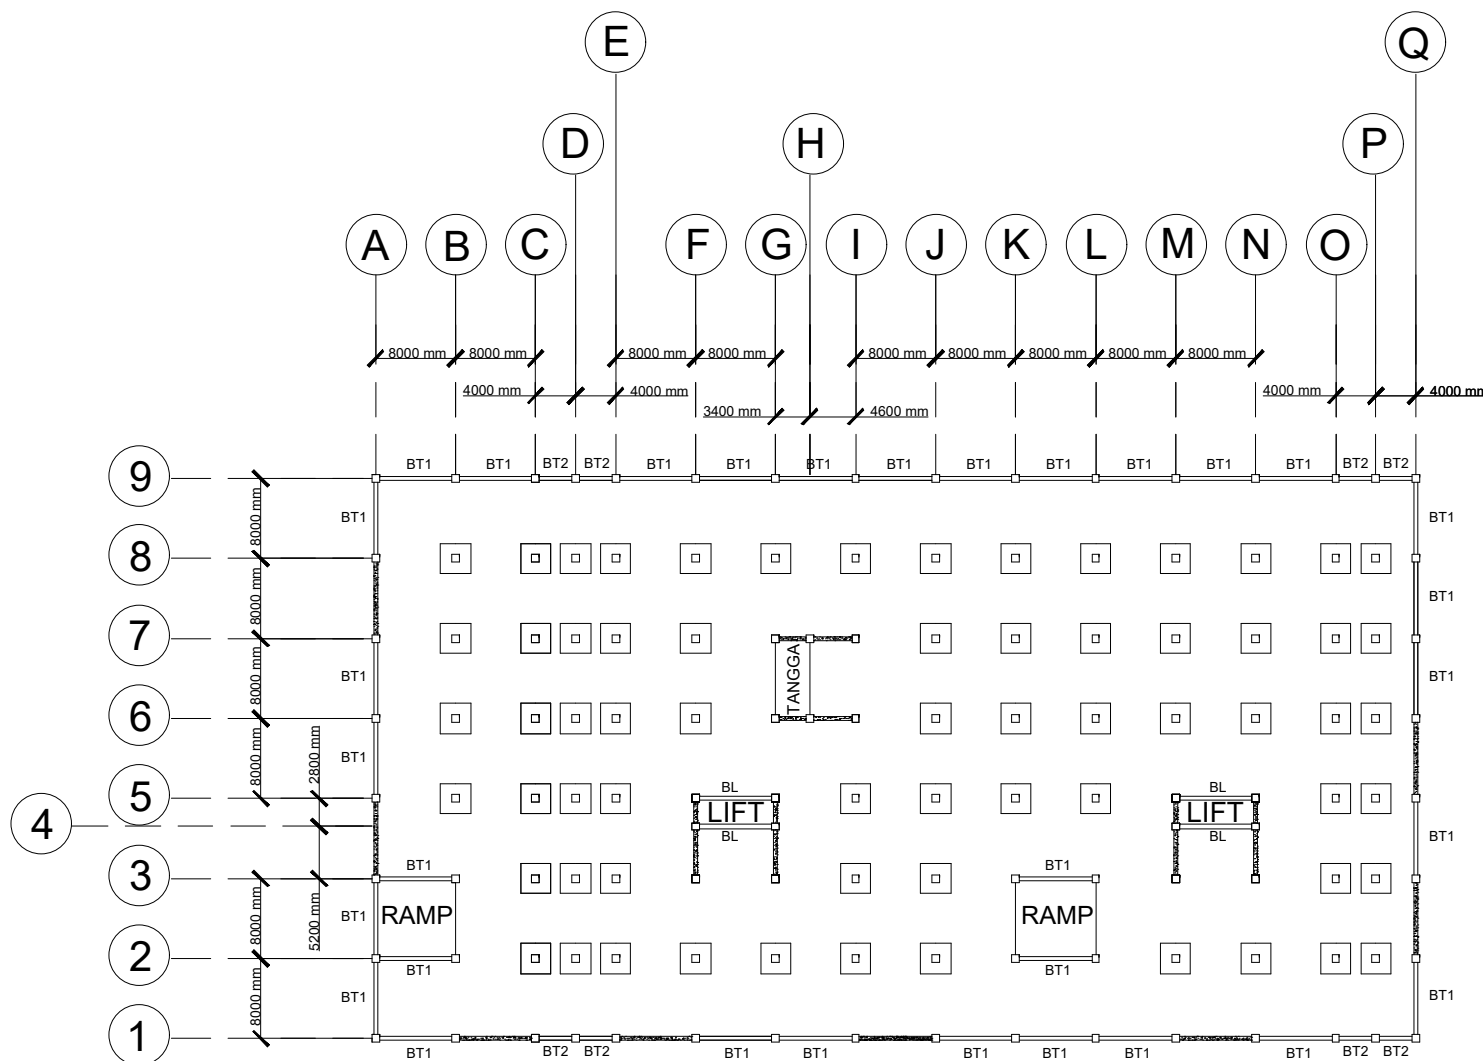 E Q
D H P
A B C F G I J K L M N O
8000 mm 8000 mm 8000 mm 8000 mm 8000 mm 8000 mm 8000 mm 8000 mm 8000 mm
4000 mm 4000 mm 4000 mm 4000 mm
3400 mm 4600 mm
BT1 BT1 BT2 BT2 BT1 BT1 BT1 BT1 BT1 BT1 BT1 BT1 BT2 BT2
9
8000 mm BT1 BT1
8
8000 mm BT1
7
8000 mm BT1 TANGGA BT1
6
8000 mm 2800 mm BT1
5 BL BL
LIFT LIFT
4 BL BL
BT1
5200 mm
3 BT1 BT1
8000 mm BT1 RAMP RAMP
2 BT1 BT1
8000 mm BT1 BT1
1
BT1 BT2 BT2 BT1 BT1 BT1 BT1 BT1 BT1 BT2 BT2